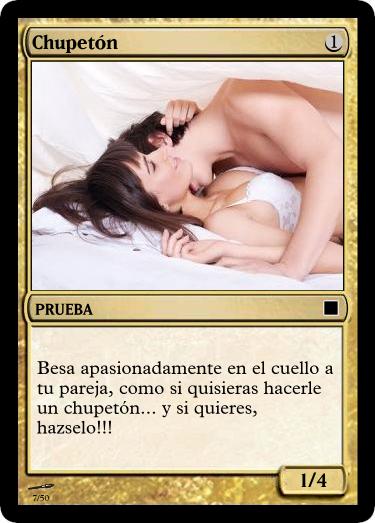 Chupetón 1
PRUEBA
Besa apasionadamente en el cuello a
tu pareja, como si quisieras hacerle
un chupetón... y si quieres,
hazselo!!!
1/4
7/50